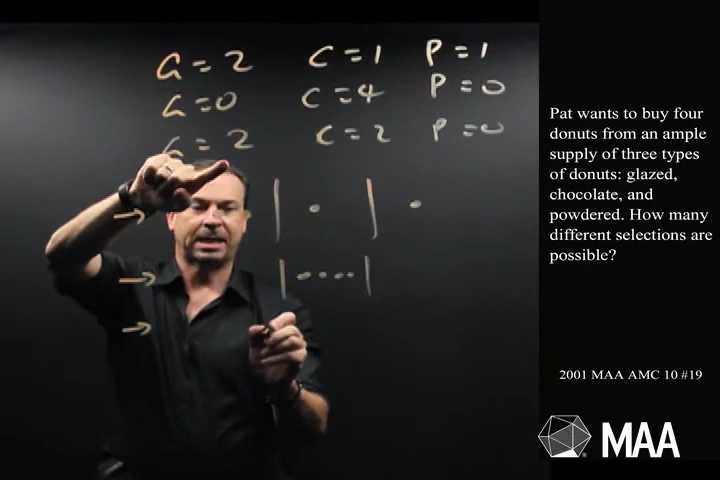 G = 2 C = 1 P = 1
G = 0 C = 4 P = 0
G = 2 C = 2 P = 0
Pat wants to buy four
donuts from an ample
supply of three types
of donuts: glazed,
chocolate, and
powdered. How many
different selections are
possible?
2001 MAA AMC 10 #19
MAA